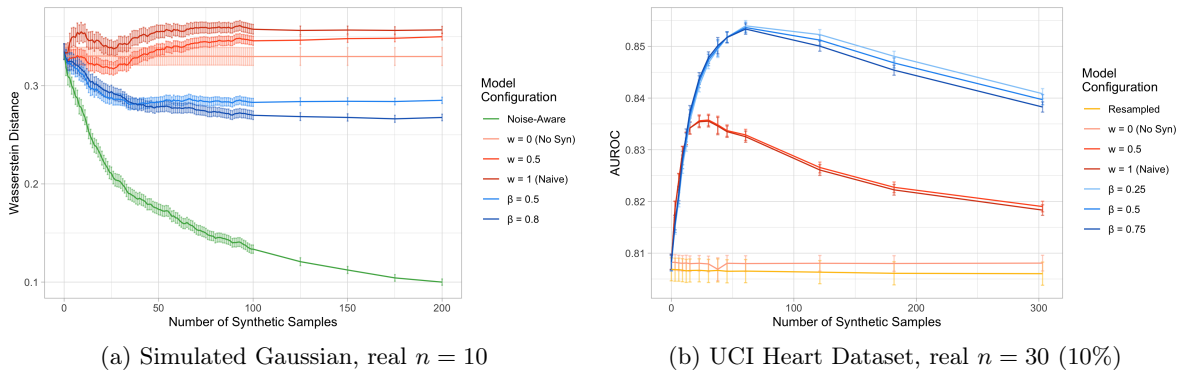 Wasserstein Distance
0.3
0.2
0.1
0
50
100
150
200
Number of Synthetic Samples
Model
Configuration
Noise-Aware
w = 0 (No Syn)
w = 0.5
w = 1 (Naive)
β = 0.5
β = 0.8
(a) Simulated Gaussian, real n = 10
AUROC
0.85
0.84
0.83
0.82
0.81
0
100
200
300
Number of Synthetic Samples
Model
Configuration
Resampled
w = 0 (No Syn)
w = 0.5
w = 1 (Naive)
β = 0.25
β = 0.5
β = 0.75
(b) UCI Heart Dataset, real n = 30 (10%)